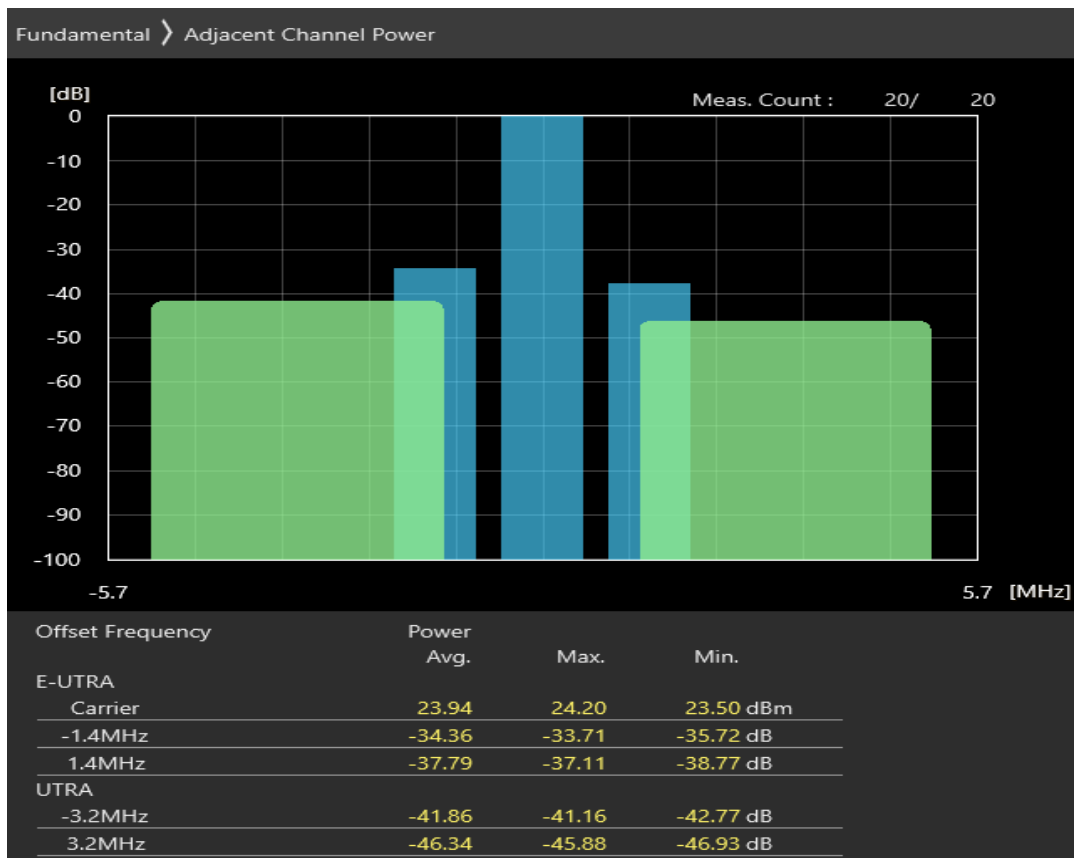 Fundamental 〉 Adjacent Channel Power
[dB]
Meas. Count : 20/ 20
0
-10
-20
-30
-40
-50
-60
-70
-80
-90
-100
-5.7 5.7 [MHz]
Offset Frequency Power
Avg. Max. Min.
E-UTRA
Carrier 23.94 24.20 23.50 dBm
-1.4MHz -34.36 -33.71 -35.72 dB
1.4MHz -37.79 -37.11 -38.77 dB
UTRA
-3.2MHz -41.86 -41.16 -42.77 dB
3.2MHz -46.34 -45.88 -46.93 dB